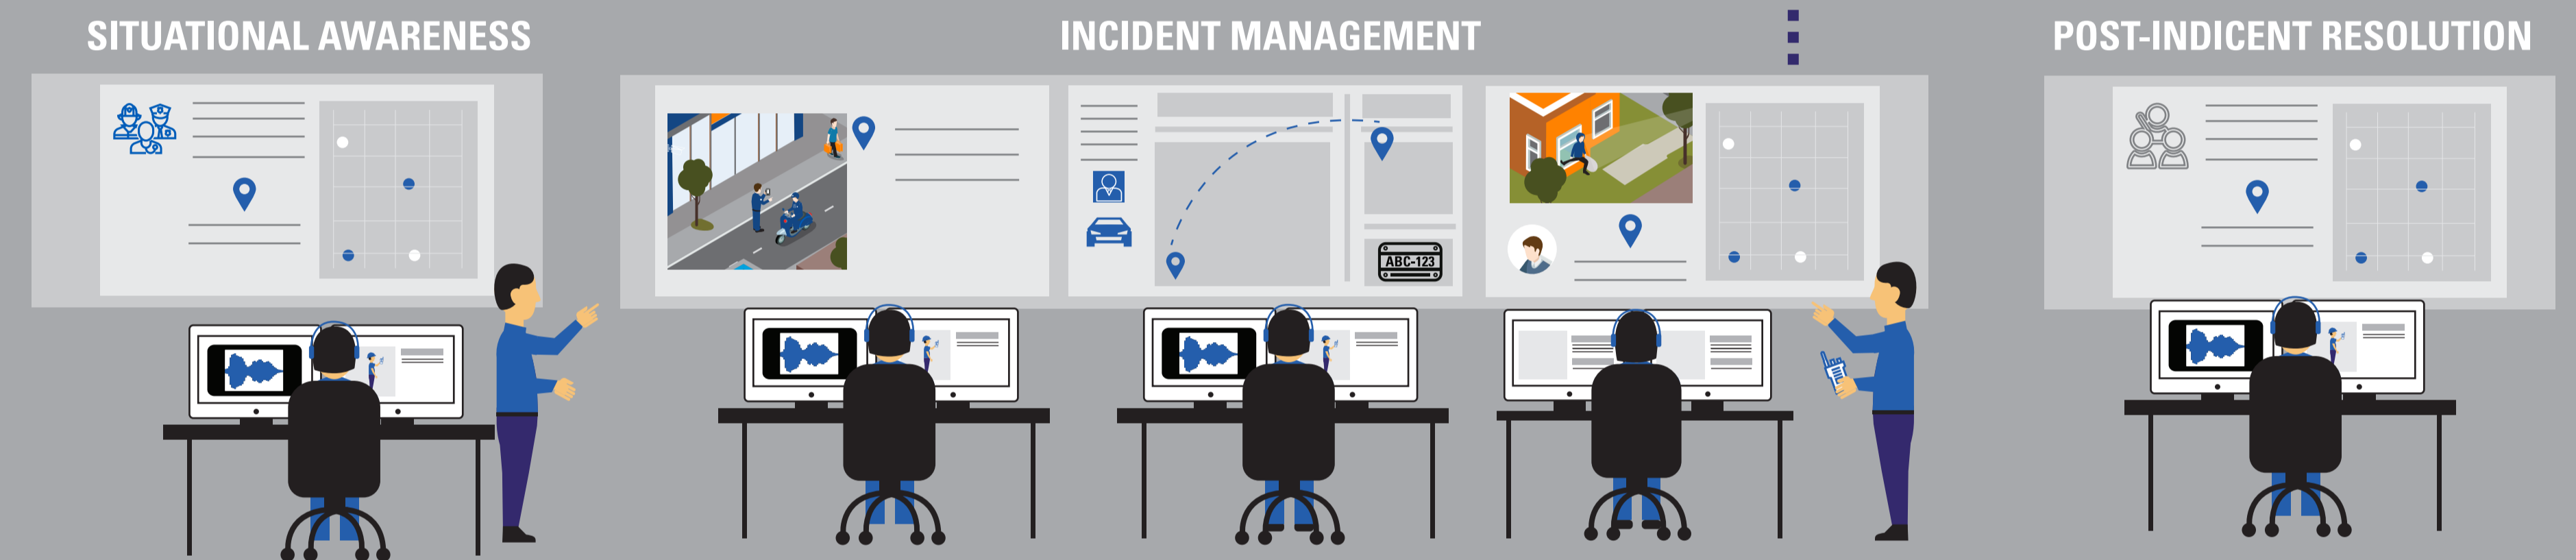 SITUATIONAL AWARENESS
INCIDENT MANAGEMENT
POST-INDICENT RESOLUTION
ABC-123